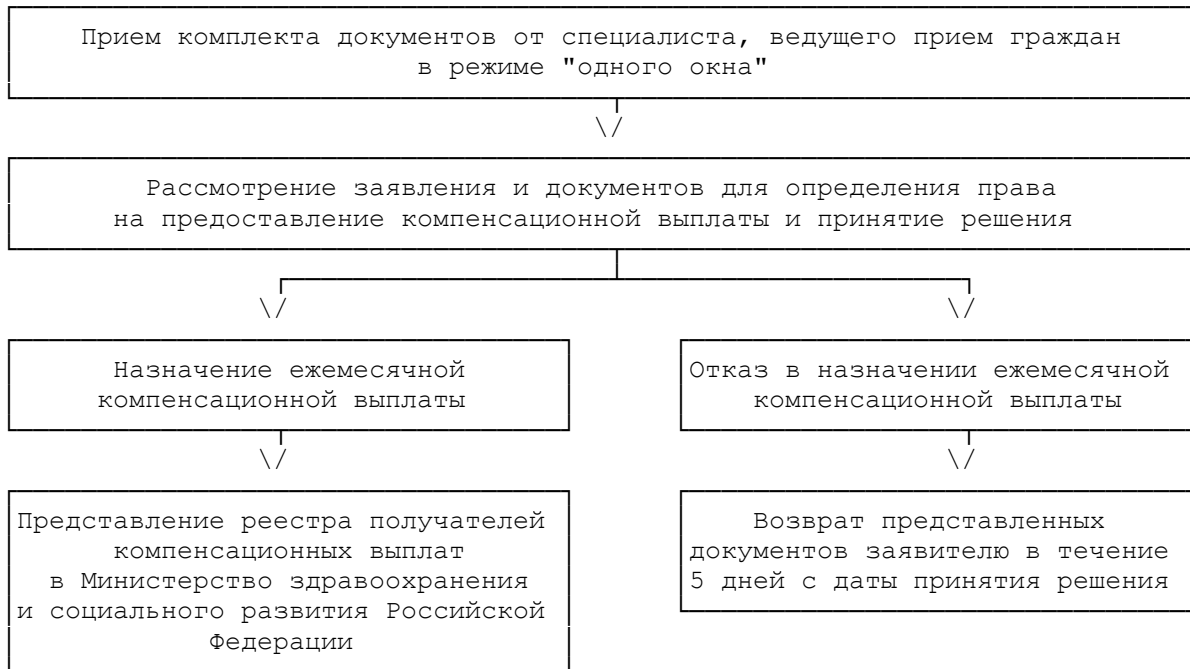 Прием комплекта документов от специалиста, ведущего прием граждан
в режиме "одного окна"
Рассмотрение заявления и документов для определения права
на предоставление компенсационной выплаты и принятие решения
Назначение ежемесячной
компенсационной выплаты
Отказ в назначении ежемесячной
компенсационной выплаты
Представление реестра получателей
компенсационных выплат
в Министерство здравоохранения
и социального развития Российской
Федерации
Возврат представленных
документов заявителю в течение
5 дней с даты принятия решения